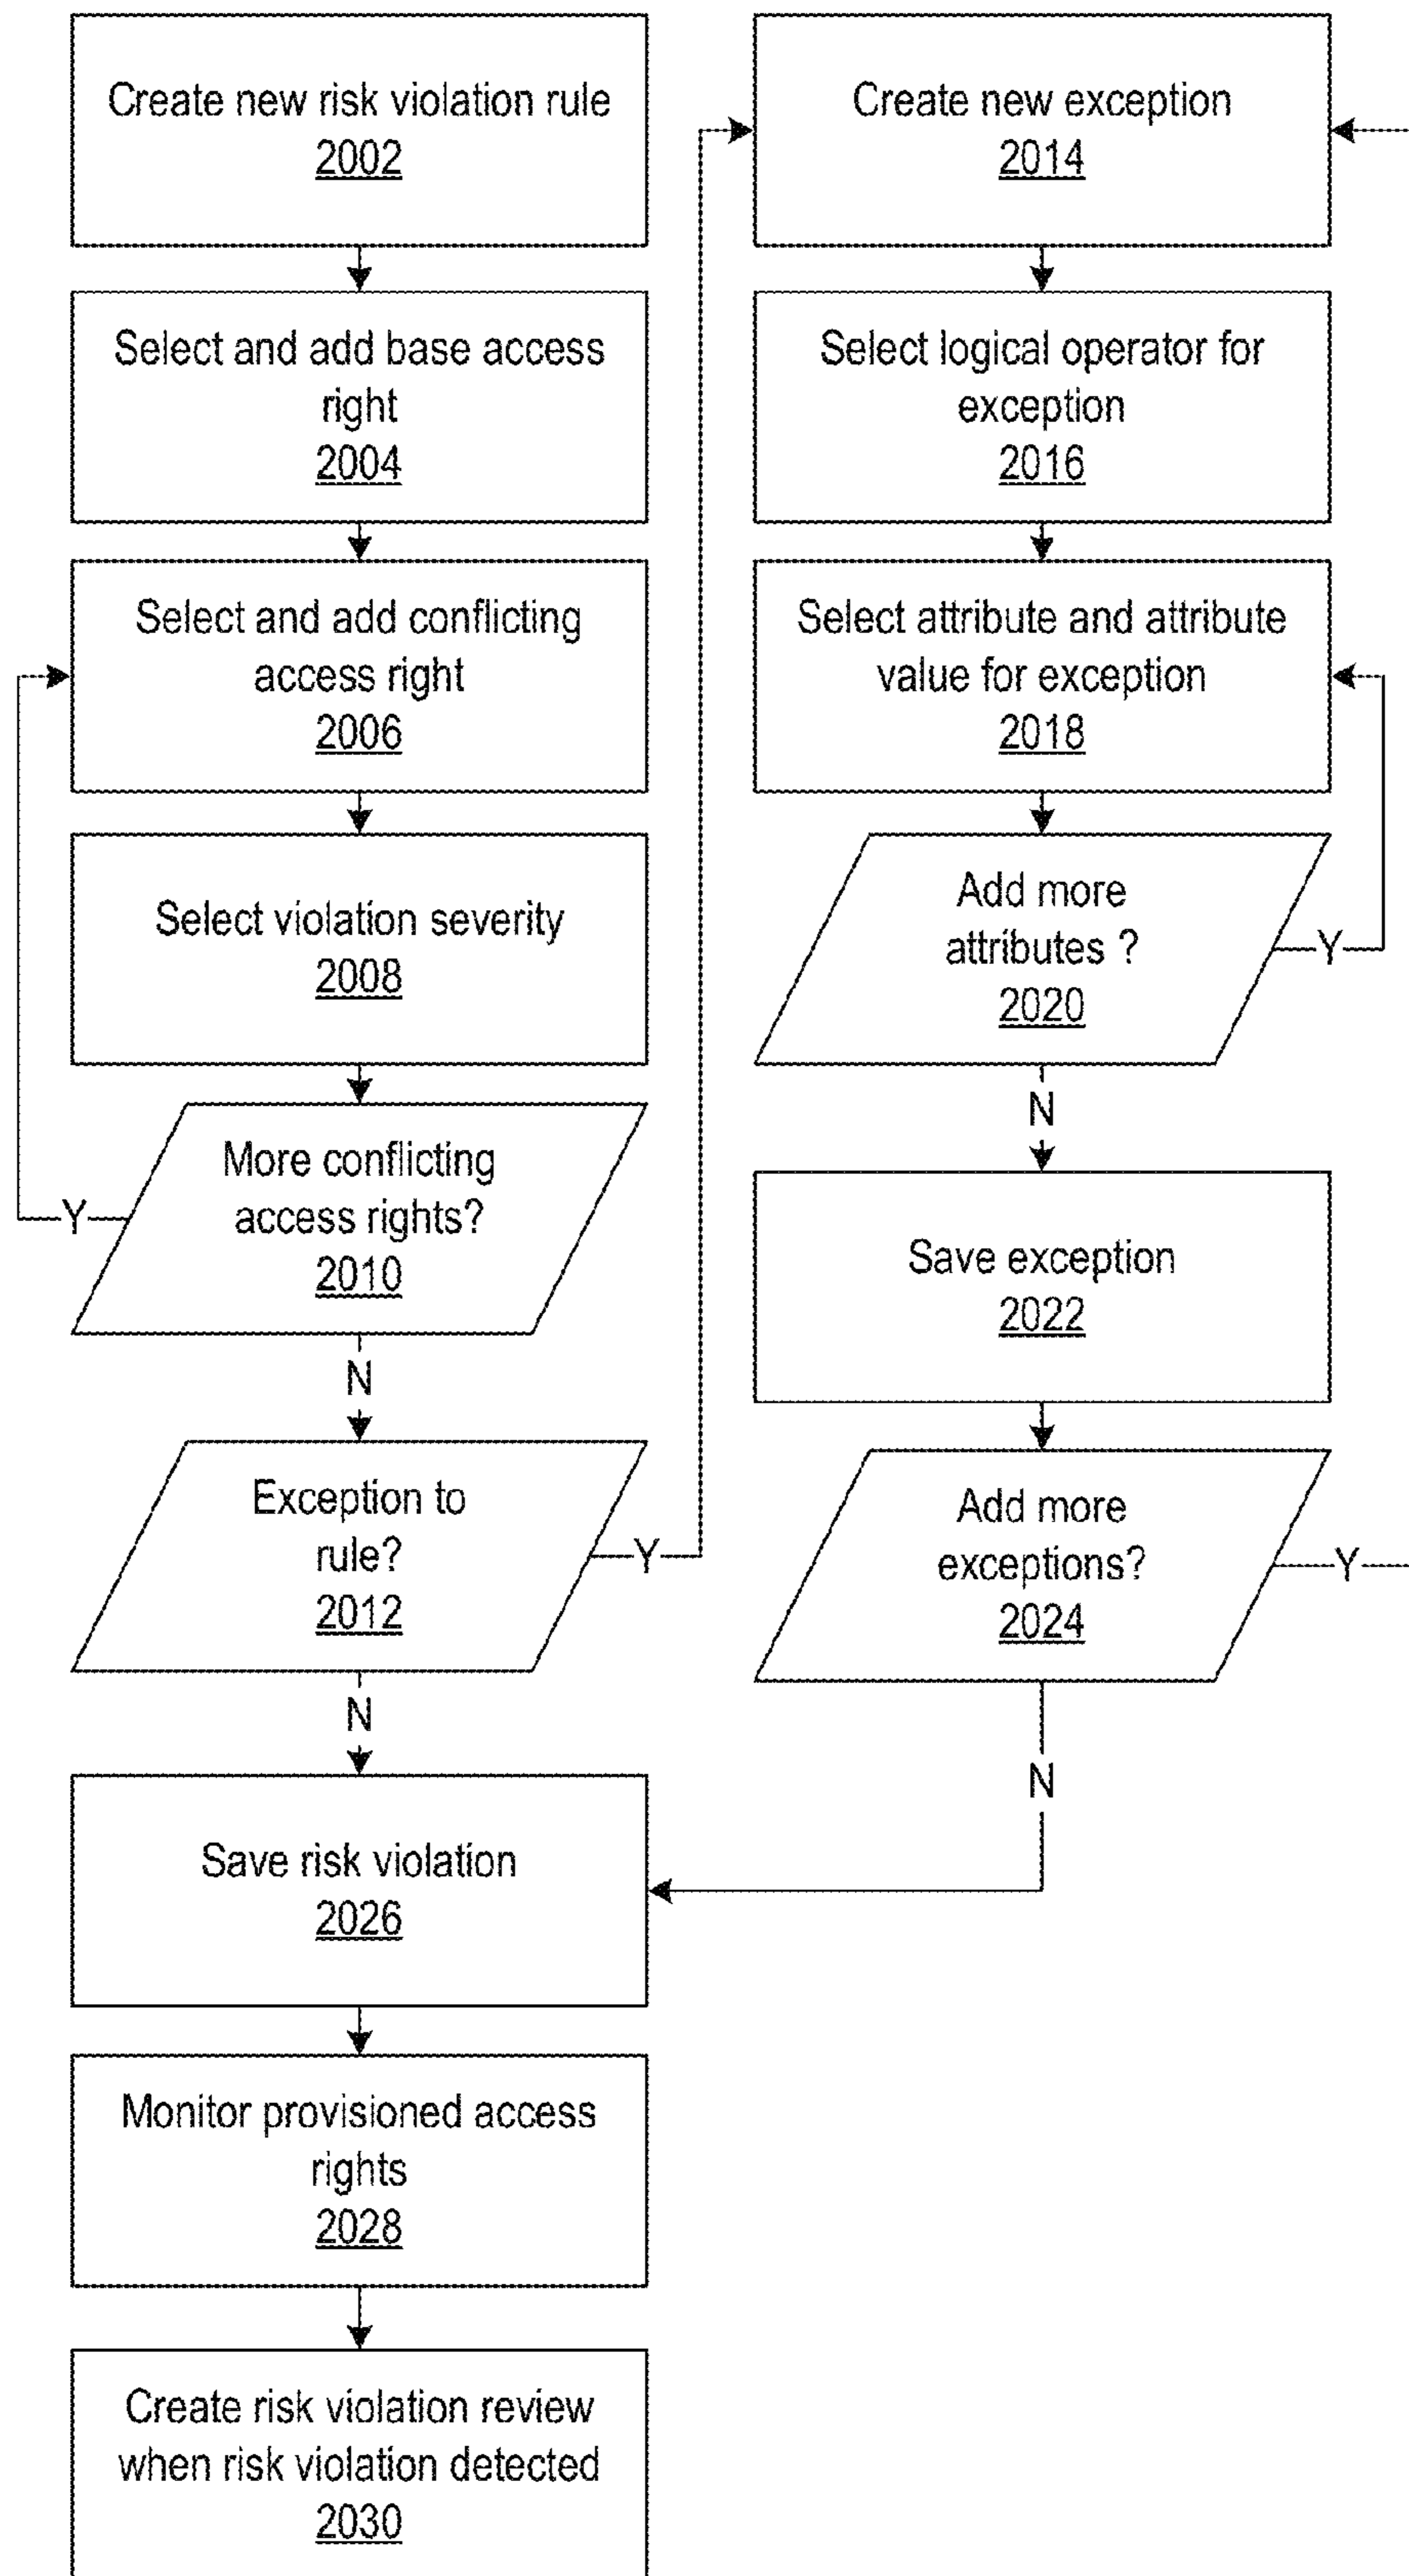 Create new risk violation rule
2002
Select and add base access
right
2004
Select and add conflicting
access right
2006
Select violation severity
2008
More conflicting
access rights?
2010
Y
N
Exception to
rule?
2012
Y
N
Create new exception
2014
Select logical operator for
exception
2016
Select attribute and attribute
value for exception
2018
Add more
attributes ?
2020
Y
N
Save exception
2022
Add more
exceptions?
2024
Y
N
Save risk violation
2026
Monitor provisioned access
rights
2028
Create risk violation review
when risk violation detected
2030